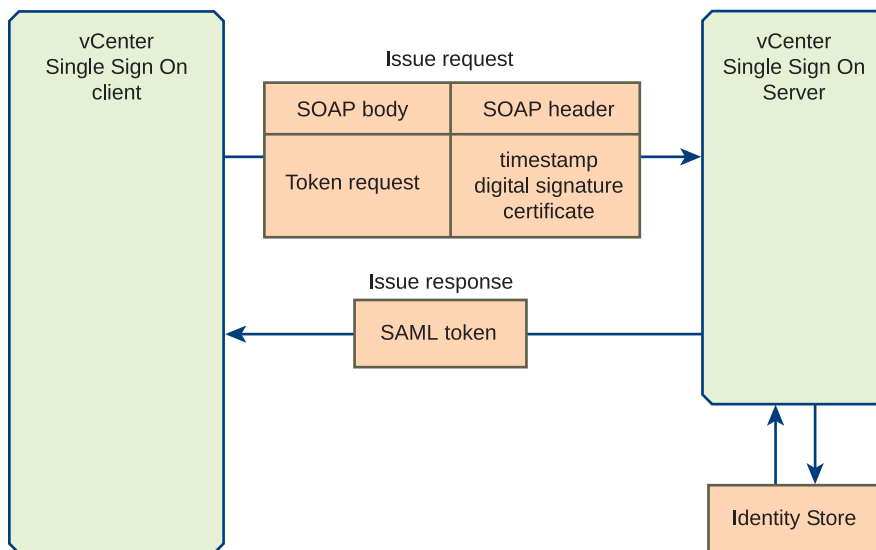 vCenter
Single Sign On
client
Issue request
SOAP body
SOAP header
Token request
timestamp
digital signature
certificate
vCenter
Single Sign On
Server
Issue response
SAML token
Identity Store